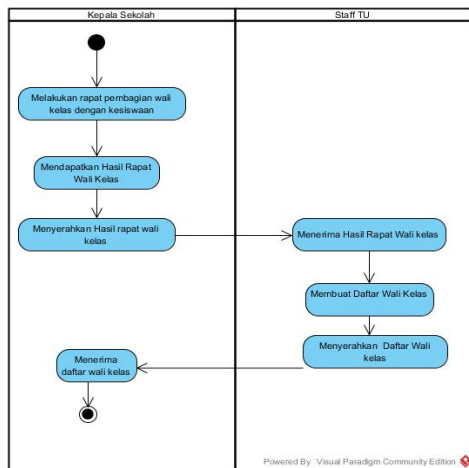 Kepala Sekolah
Staff TU
Melakukan rapat pembagian wali
kelas dengan kesiswaan
Mendapatkan Hasil Rapat
Wali Kelas
Menyerahkan Hasil rapat wali
kelas
Menerima Hasil Rapat Wali kelas
Membuat Daftar Wali Kelas
Menyerahkan Daftar Wali
kelas
Menerima
daftar wali kelas
Powered By Visual Paradigm Community Edition